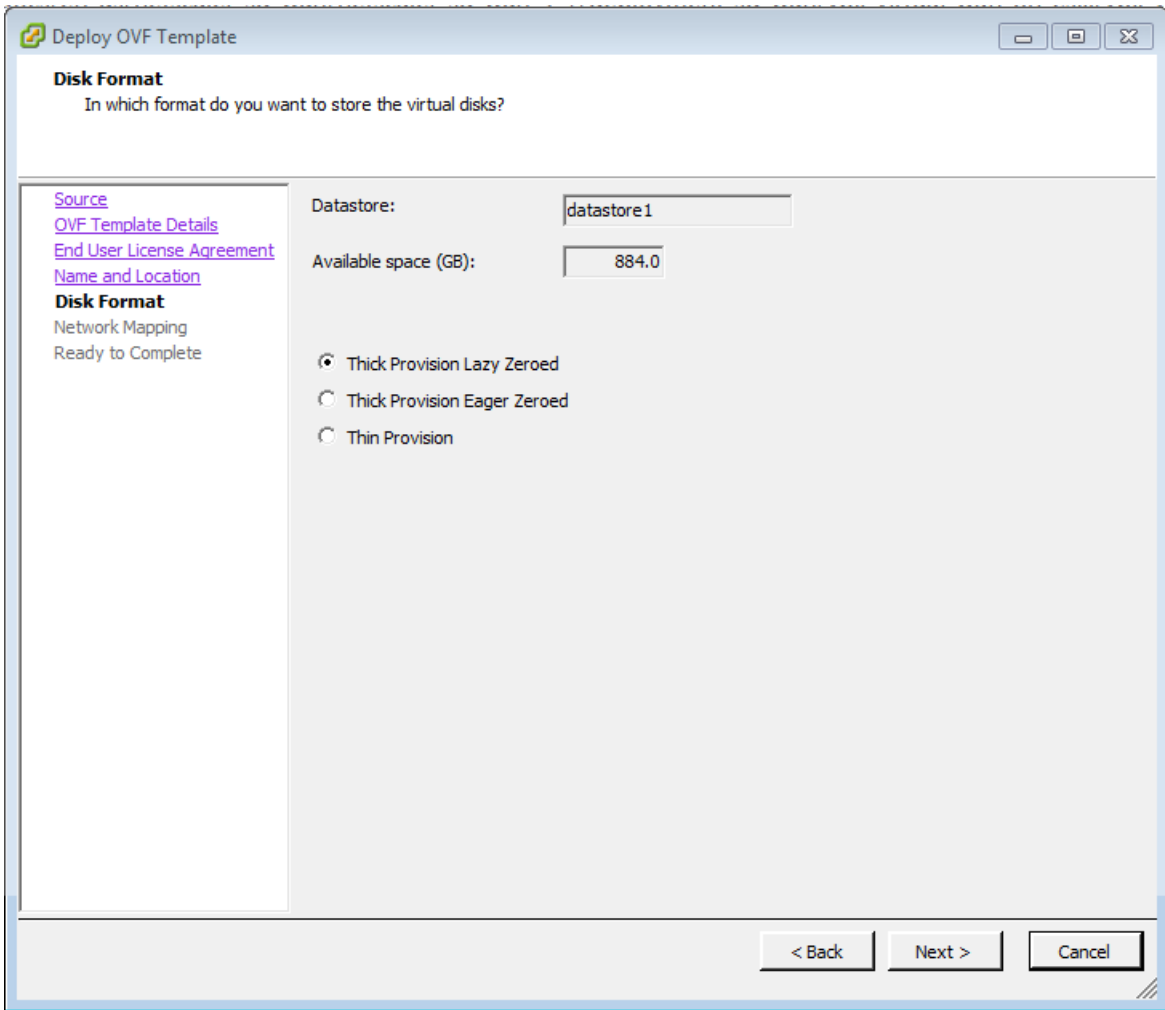 Deploy OVF Template
Disk Format
In which format do you want to store the virtual disks?
Source
OVF Template Details
End User License Agreement
Name and Location
Disk Format
Network Mapping
Ready to Complete
Datastore:
datastore1
Available space (GB):
884.0
Thick Provision Lazy Zeroed
Thick Provision Eager Zeroed
Thin Provision
< Back
Next >
Cancel